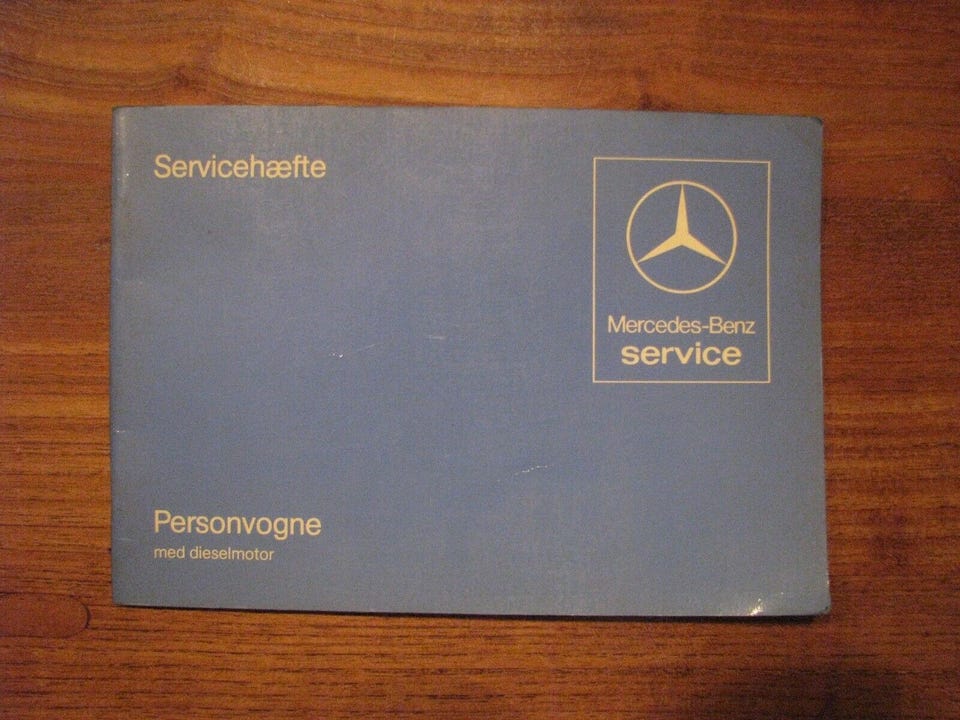 Servicehæfte
Mercedes-Benz
service
Personvogne
med dieselmotor